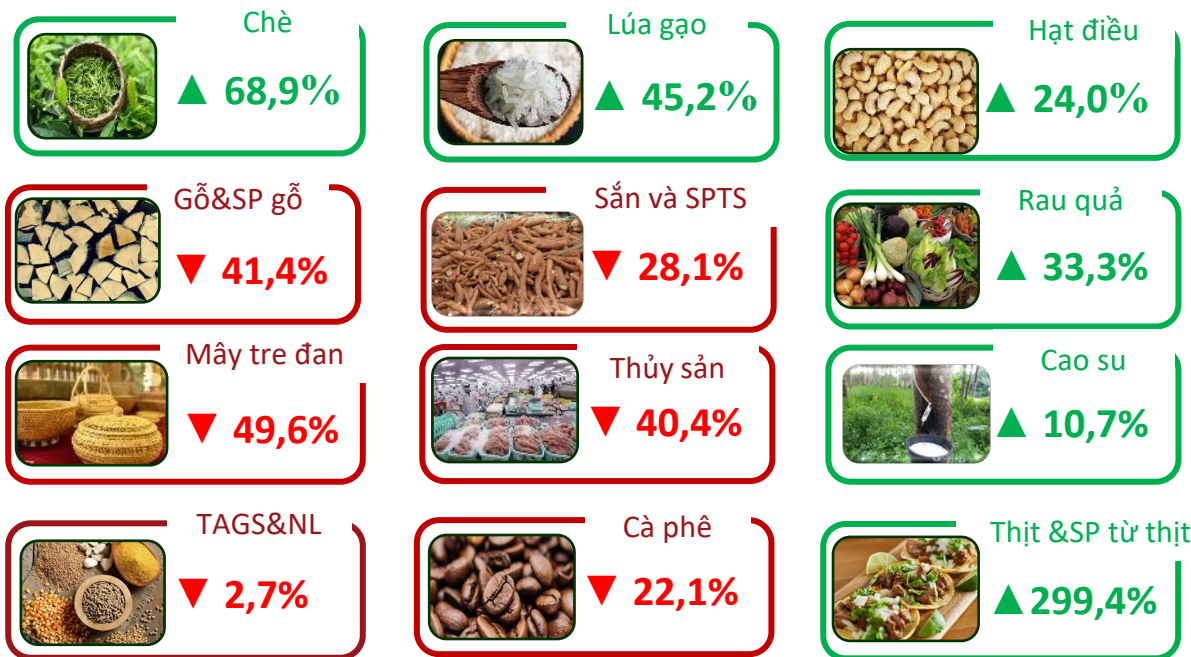 Chè
▲ 68,9%
Lúa gạo
▲ 45,2%
Hạt điều
▲ 24,0%
Gỗ&SP gỗ
▼ 41,4%
Sắn và SPTS
▼ 28,1%
Rau quả
▲ 33,3%
Mây tre đan
▼ 49,6%
Thủy sản
▼ 40,4%
Cao su
▲ 10,7%
TAGS&NL
▼ 2,7%
Cà phê
▼ 22,1%
Thịt &SP từ thịt
▲299,4%